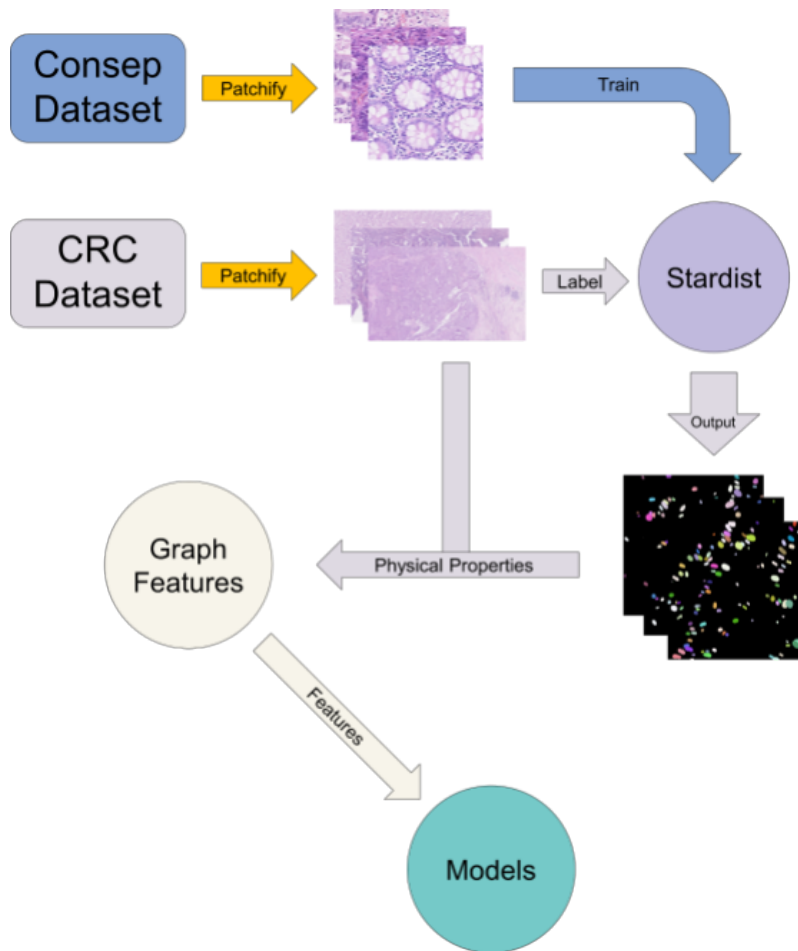 Consep
Dataset
Patchify
Train
CRC
Dataset
Patchify
Label
Stardist
Output
Graph
Features
Physical Properties
Features
Models